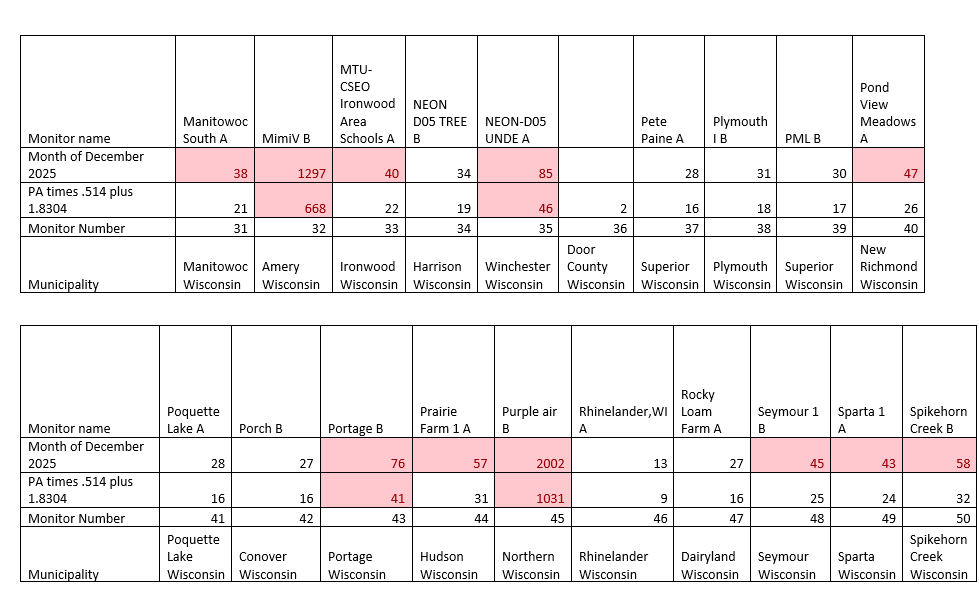 Monitor name Manitowoc South A MimiV B MTU-CSEO Ironwood Area Schools A NEON D05 TREE B NEON-D05 UNDE A Pete Paine A Plymouth I B PML B Pond View Meadows A
Month of December 2025 38 1297 40 34 85 28 31 30 47
PA times .514 plus 1.8304 21 668 22 19 46 2 16 18 17 26
Monitor Number 31 32 33 34 35 36 37 38 39 40
Municipality Manitowoc Wisconsin Amery Wisconsin Ironwood Wisconsin Harrison Wisconsin Winchester Wisconsin Door County Wisconsin Superior Wisconsin Plymouth Wisconsin Superior Wisconsin New Richmond Wisconsin
Monitor name Poquette Lake A Porch B Portage B Prairie Farm 1 A Purple air B Rhinelander,WI A Rocky Loam Farm A Seymour 1 B Sparta 1 A Spikehorn Creek B
Month of December 2025 28 27 76 57 2002 13 27 45 43 58
PA times .514 plus 1.8304 16 16 41 31 1031 9 16 25 24 32
Monitor Number 41 42 43 44 45 46 47 48 49 50
Municipality Poquette Lake Wisconsin Conover Wisconsin Portage Wisconsin Hudson Wisconsin Northern Wisconsin Rhinelander Wisconsin Dairyland Wisconsin Seymour Wisconsin Sparta Wisconsin Spikehorn Creek Wisconsin